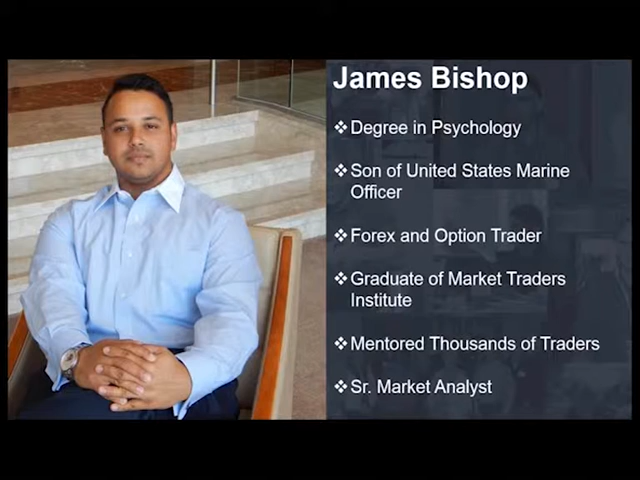 James Bishop
❖Degree in Psychology
❖Son of United States Marine
Officer
❖Forex and Option Trader
❖Graduate of Market Traders
Institute
❖Mentored Thousands of Traders
❖Sr. Market Analyst